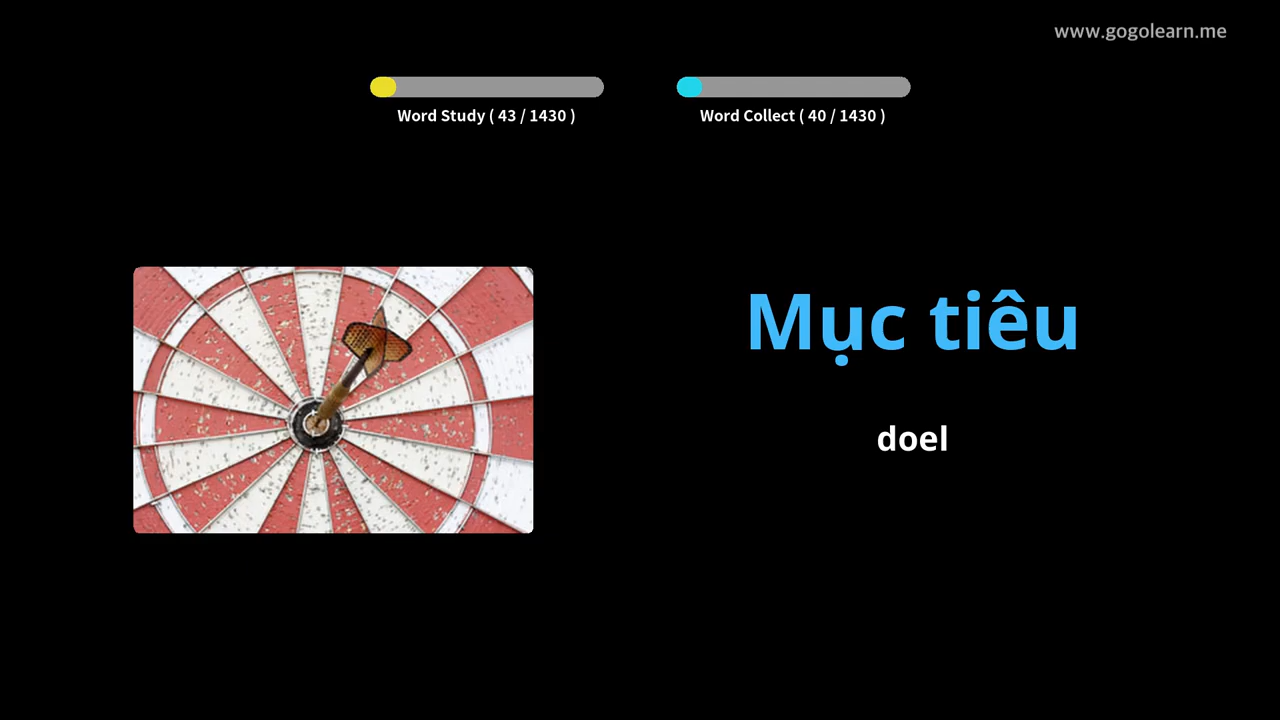 www.gogolearn.me
Word Study ( 43 / 1430 )
Word Collect ( 40 / 1430 )
Mục tiêu
doel